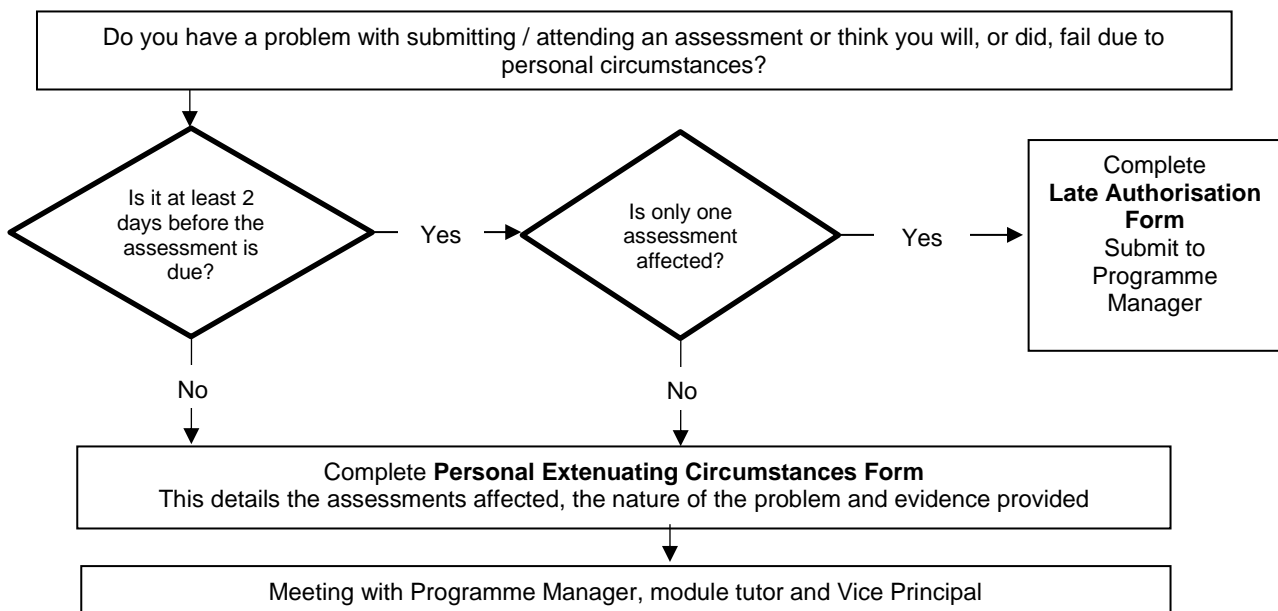 Do you have a problem with submitting / attending an assessment or think you will, or did, fail due to
personal circumstances?
Is it at least 2
days before the
assessment is
due?
Yes
Is only one
assessment
affected?
Yes
Complete
Late Authorisation
Form
Submit to
Programme
Manager
No
No
Complete Personal Extenuating Circumstances Form
This details the assessments affected, the nature of the problem and evidence provided
Meeting with Programme Manager, module tutor and Vice Principal